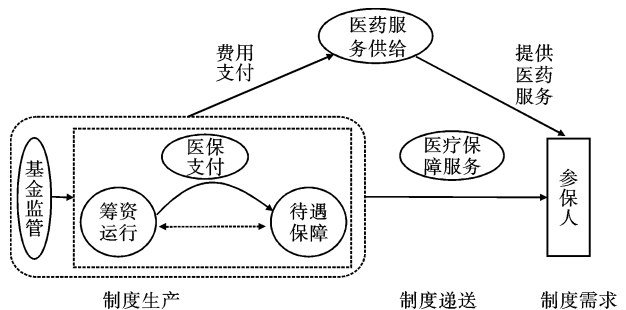 医药服
务供给
费用
支付
提供
医药
服务
医保
支付
医疗保
障服务
基金监管
筹资
运行
待遇
保障
参保人
制度生产
制度递送
制度需求